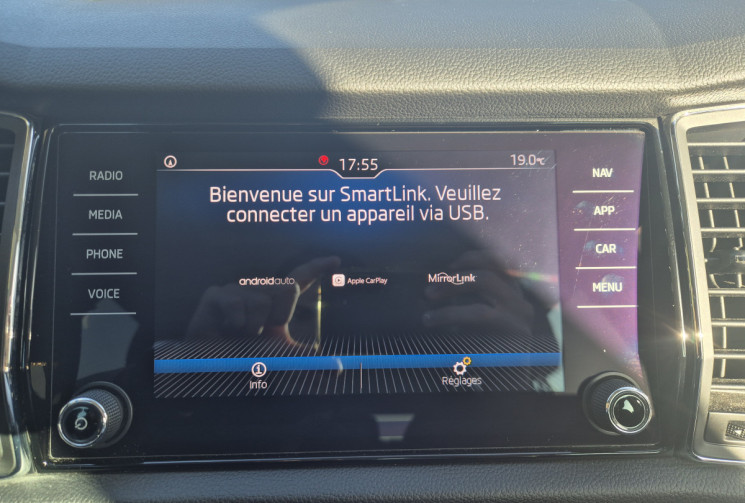 RADIO
MEDIA
PHONE
VOICE
17:55
19.0°C
Bienvenue sur SmartLink. Veuillez
connecter un appareil via USB.
androidauto
Apple CarPlay
MirrorLink
Info
Réglages
NAV
APP
CAR
MENU